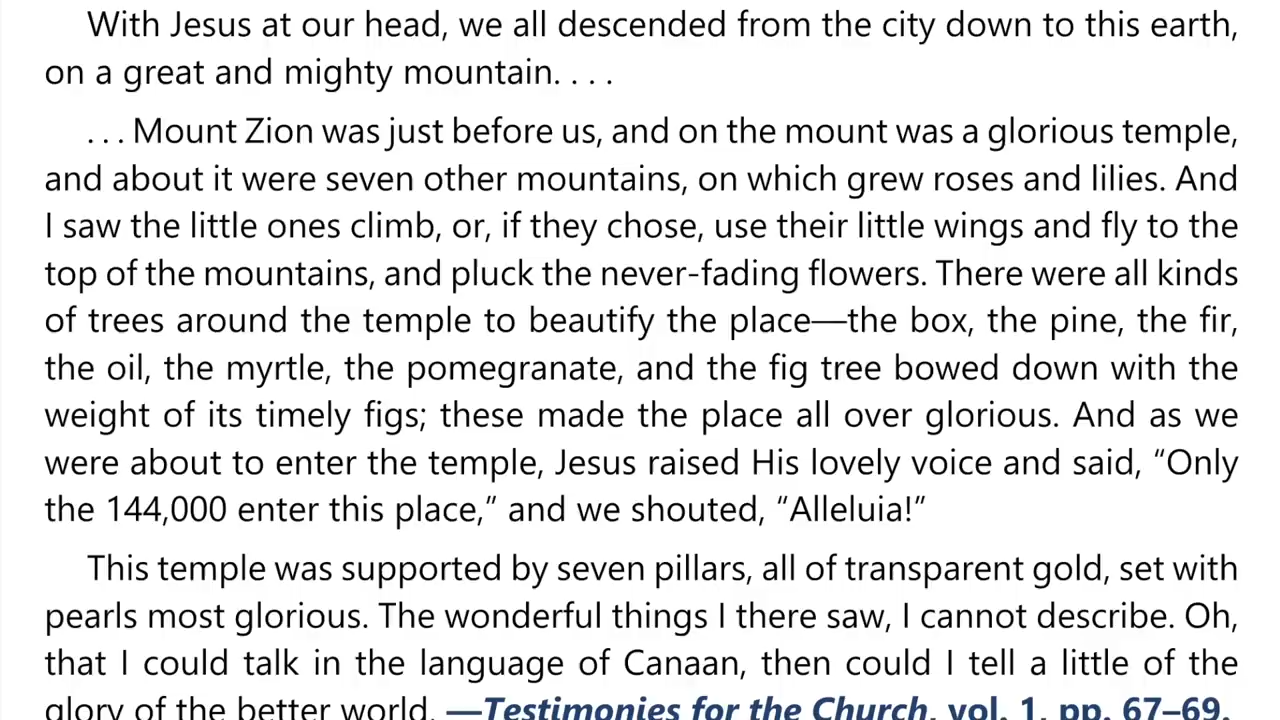 With Jesus at our head, we all descended from the city down to this earth,
on a great and mighty mountain. . . .
. . . Mount Zion was just before us, and on the mount was a glorious temple,
and about it were seven other mountains, on which grew roses and lilies. And
I saw the little ones climb, or, if they chose, use their little wings and fly to the
top of the mountains, and pluck the never-fading flowers. There were all kinds
of trees around the temple to beautify the place—the box, the pine, the fir,
the oil, the myrtle, the pomegranate, and the fig tree bowed down with the
weight of its timely figs; these made the place all over glorious. And as we
were about to enter the temple, Jesus raised His lovely voice and said, “Only
the 144,000 enter this place,” and we shouted, “Alleluia!”
This temple was supported by seven pillars, all of transparent gold, set with
pearls most glorious. The wonderful things I there saw, I cannot describe. Oh,
that I could talk in the language of Canaan, then could I tell a little of the
glory of the better world. —Testimonies for the Church, vol. 1, pp. 67–69.